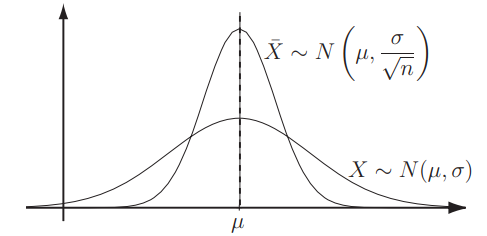 X̄ ∼ N(μ, σ/√n)
X ∼ N(μ, σ)
μ